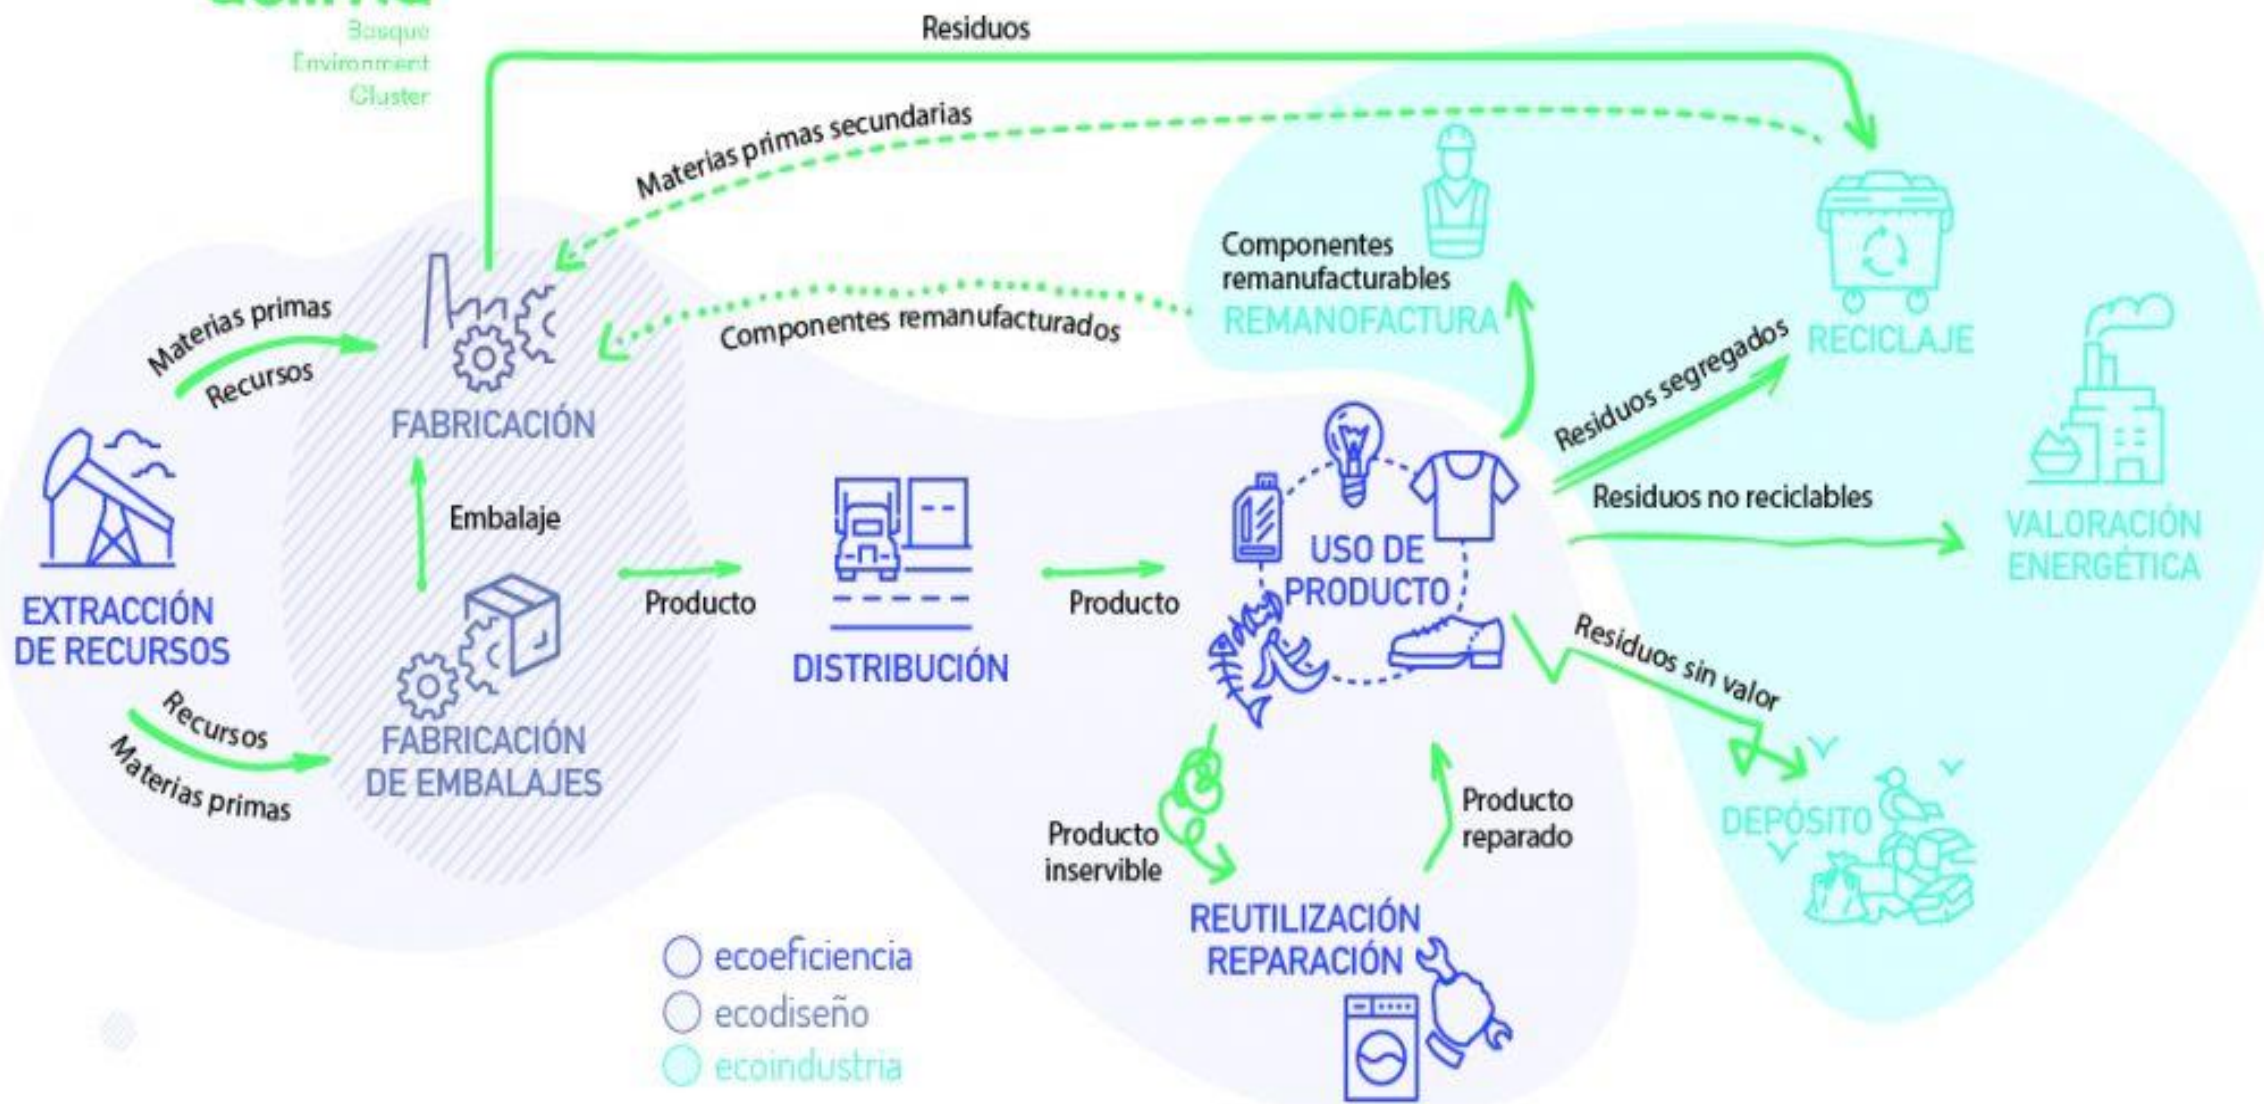 Basque
Environment
Cluster
Residuos
Materias primas secundarias
Componentes
remanufacturables
REMANOFACTURA
Componentes remanufacturados
Materias primas
Recursos
FABRICACIÓN
RECICLAJE
Residuos segregados
Residuos no reciclables
VALORACIÓN
ENERGÉTICA
Embalaje
EXTRACCIÓN
DE RECURSOS
Producto
DISTRIBUCIÓN
Producto
USO DE
PRODUCTO
Residuos sin valor
Recursos
Materias primas
FABRICACIÓN
DE EMBALAJES
Producto
inservible
Producto
reparado
DEPÓSITO
REUTILIZACIÓN
REPARACIÓN
ecoeficiencia
ecodiseño
ecoindustria